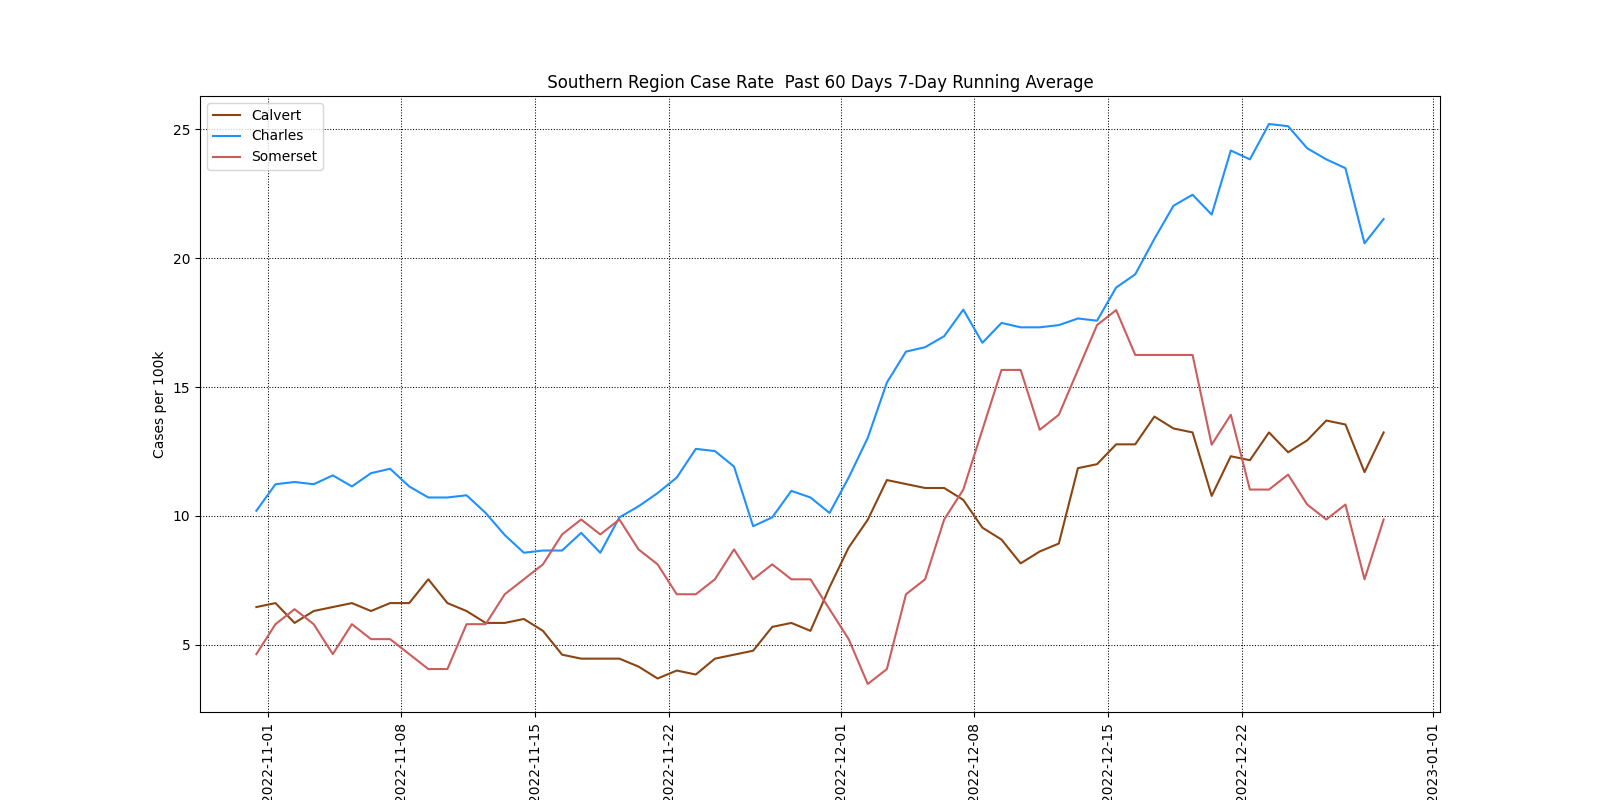 Southern Region Case Rate  Past 60 Days 7-Day Running Average
Calvert
Charles
Somerset
25
20
15
10
5
Cases per 100k
2022-11-01
2022-11-08
2022-11-15
2022-11-22
2022-12-01
2022-12-08
2022-12-15
2022-12-22
2023-01-01